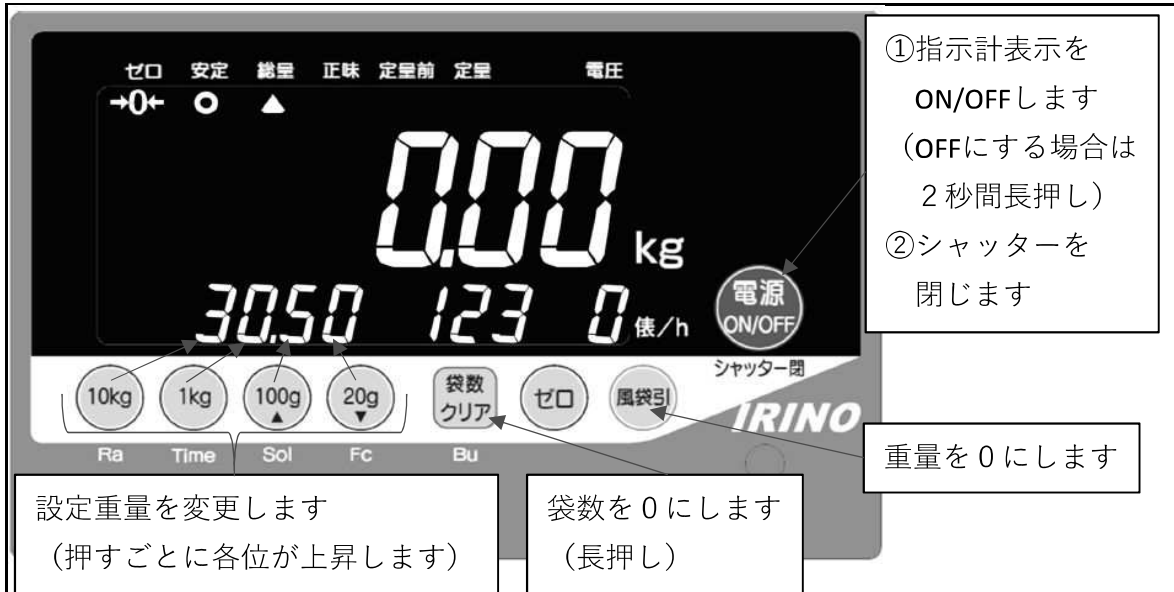 ゼロ 安定 総量 正味 定量前 定量 電圧
→0←
0.00 kg
30.50 123 0 俵/h
電源
ON/OFF
シャッター閉
10kg 1kg 100g▲ 20g▼ 袋数クリア ゼロ 風袋引
IRINO
Ra Time Sol Fc Bu
①指示計表示を
ON/OFFします
(OFFにする場合は
２秒間長押し)
②シャッターを
閉じます
重量を０にします
設定重量を変更します
(押すごとに各位が上昇します)
袋数を０にします
(長押し)